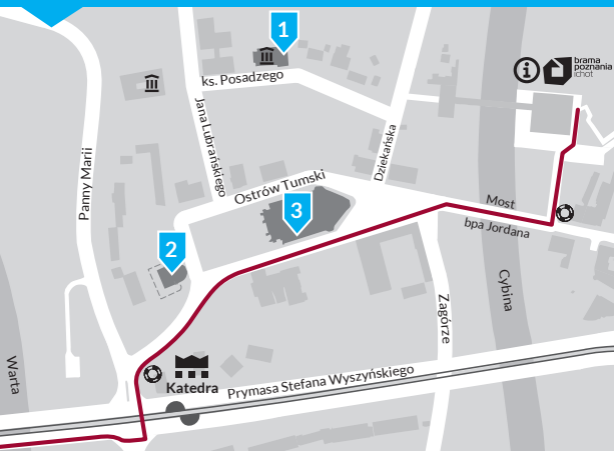 1
ks. Posadzego
i
brama
poznania
ichot
Jana Lubrańskiego
Dziekańska
Panny Marii
Ostrów Tumski
3
Most
bpa Jordana
2
Cybina
Zagórze
Warta
Katedra
Prymasa Stefana Wyszyńskiego